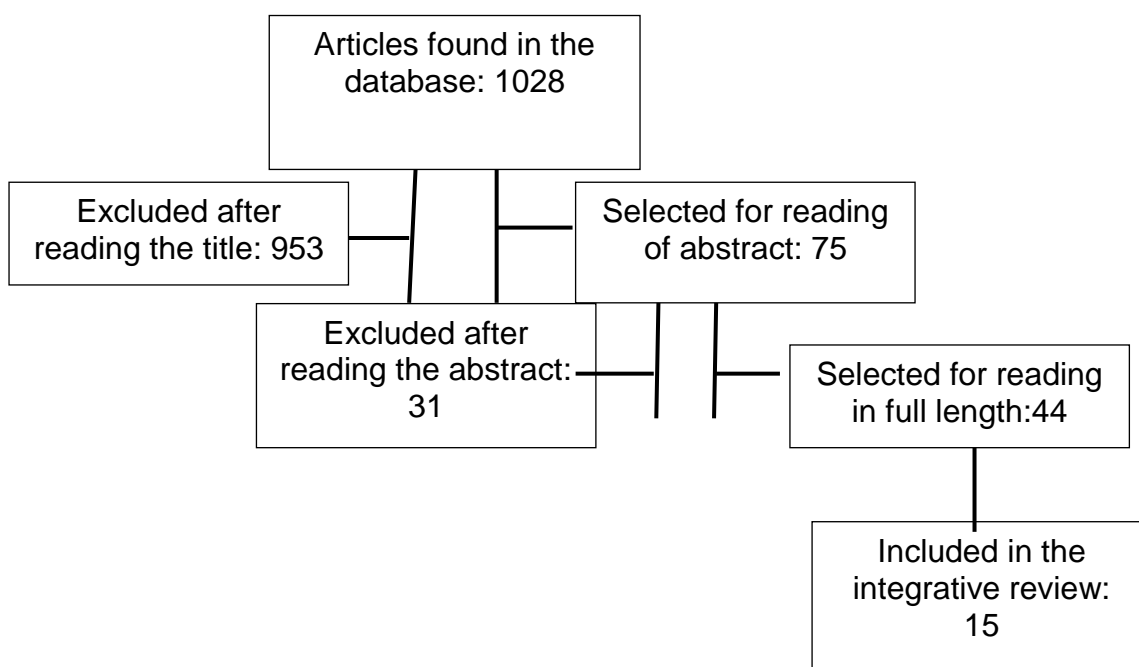 Articles found in the
database: 1028
Excluded after
reading the title: 953
Selected for reading
of abstract: 75
Excluded after
reading the abstract:
31
Selected for reading
in full length:44
Included in the
integrative review:
15